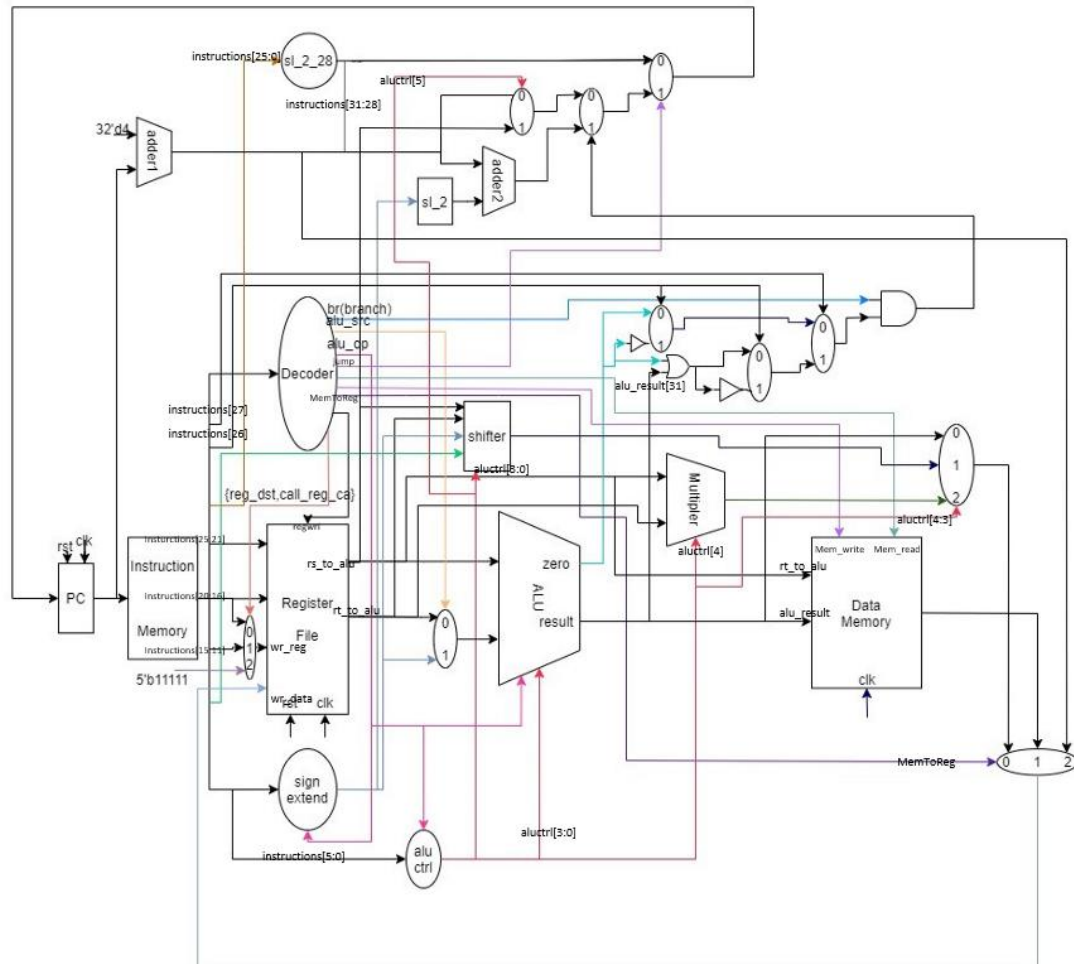 instructions[25:0]
sl_2_28
0
1
aluctrl[5]
instructions[31:28]
0
1
0
1
32'd4
adder1
adder2
sl_2
br(branch)
alu_src
alu_op
jump
Decoder
MemToReg
0
1
0
1
0
1
alu_result[31]
instructions[27]
instructions[26]
shifter
aluctrl[3:0]
0
1
2
Multipler
aluctrl[4:3]
{reg_dst,call_reg_ca}
regwrt
aluctrl[4]
rst
clk
PC
Instruction
Memory
Instructions[25:21]
Instructions[20:16]
Instructions[15:11]
0
1
2
5'b11111
Register
File
rs_to_alu
rt_to_alu
wr_reg
wr_data
rst
clk
0
1
zero
ALU
result
Mem_write
Mem_read
rt_to_alu
alu_result
Data
Memory
clk
MemToReg
0
1
2
sign
extend
instructions[5:0]
alu
ctrl
aluctrl[3:0]